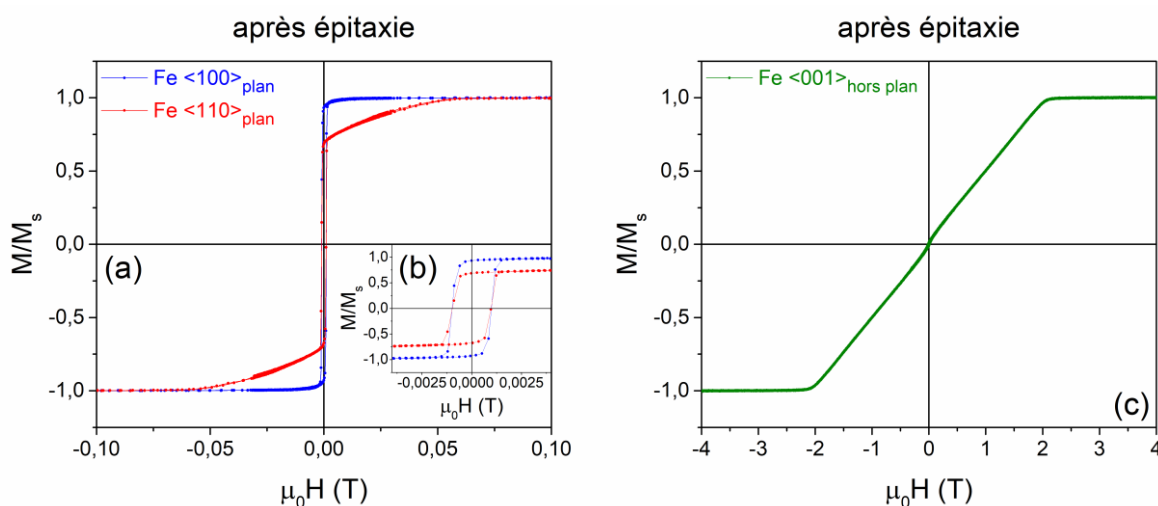 après épitaxie
Fe <100>plan
Fe <110>plan
1,0
0,5
0,0
-0,5
-1,0
M/Ms
(a)
-0,10
-0,05
0,00
0,05
0,10
μ0H (T)
(b)
1,0
0,5
0,0
-0,5
-1,0
M/Ms
-0,0025
0,0000
0,0025
μ0H (T)
après épitaxie
Fe <001>hors plan
1,0
0,5
0,0
-0,5
-1,0
M/Ms
(c)
-4
-3
-2
-1
0
1
2
3
4
μ0H (T)